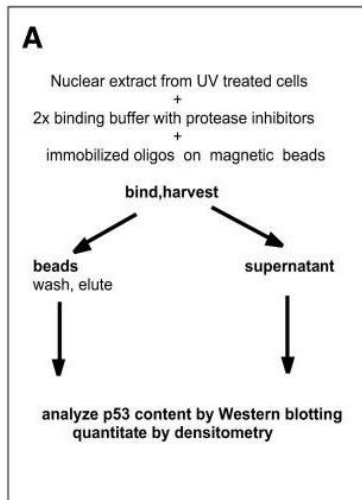 A
Nuclear extract from UV treated cells
+
2x binding buffer with protease inhibitors
+
immobilized oligos on magnetic beads
bind,harvest
beads
wash, elute
supernatant
analyze p53 content by Western blotting
quantitate by densitometry